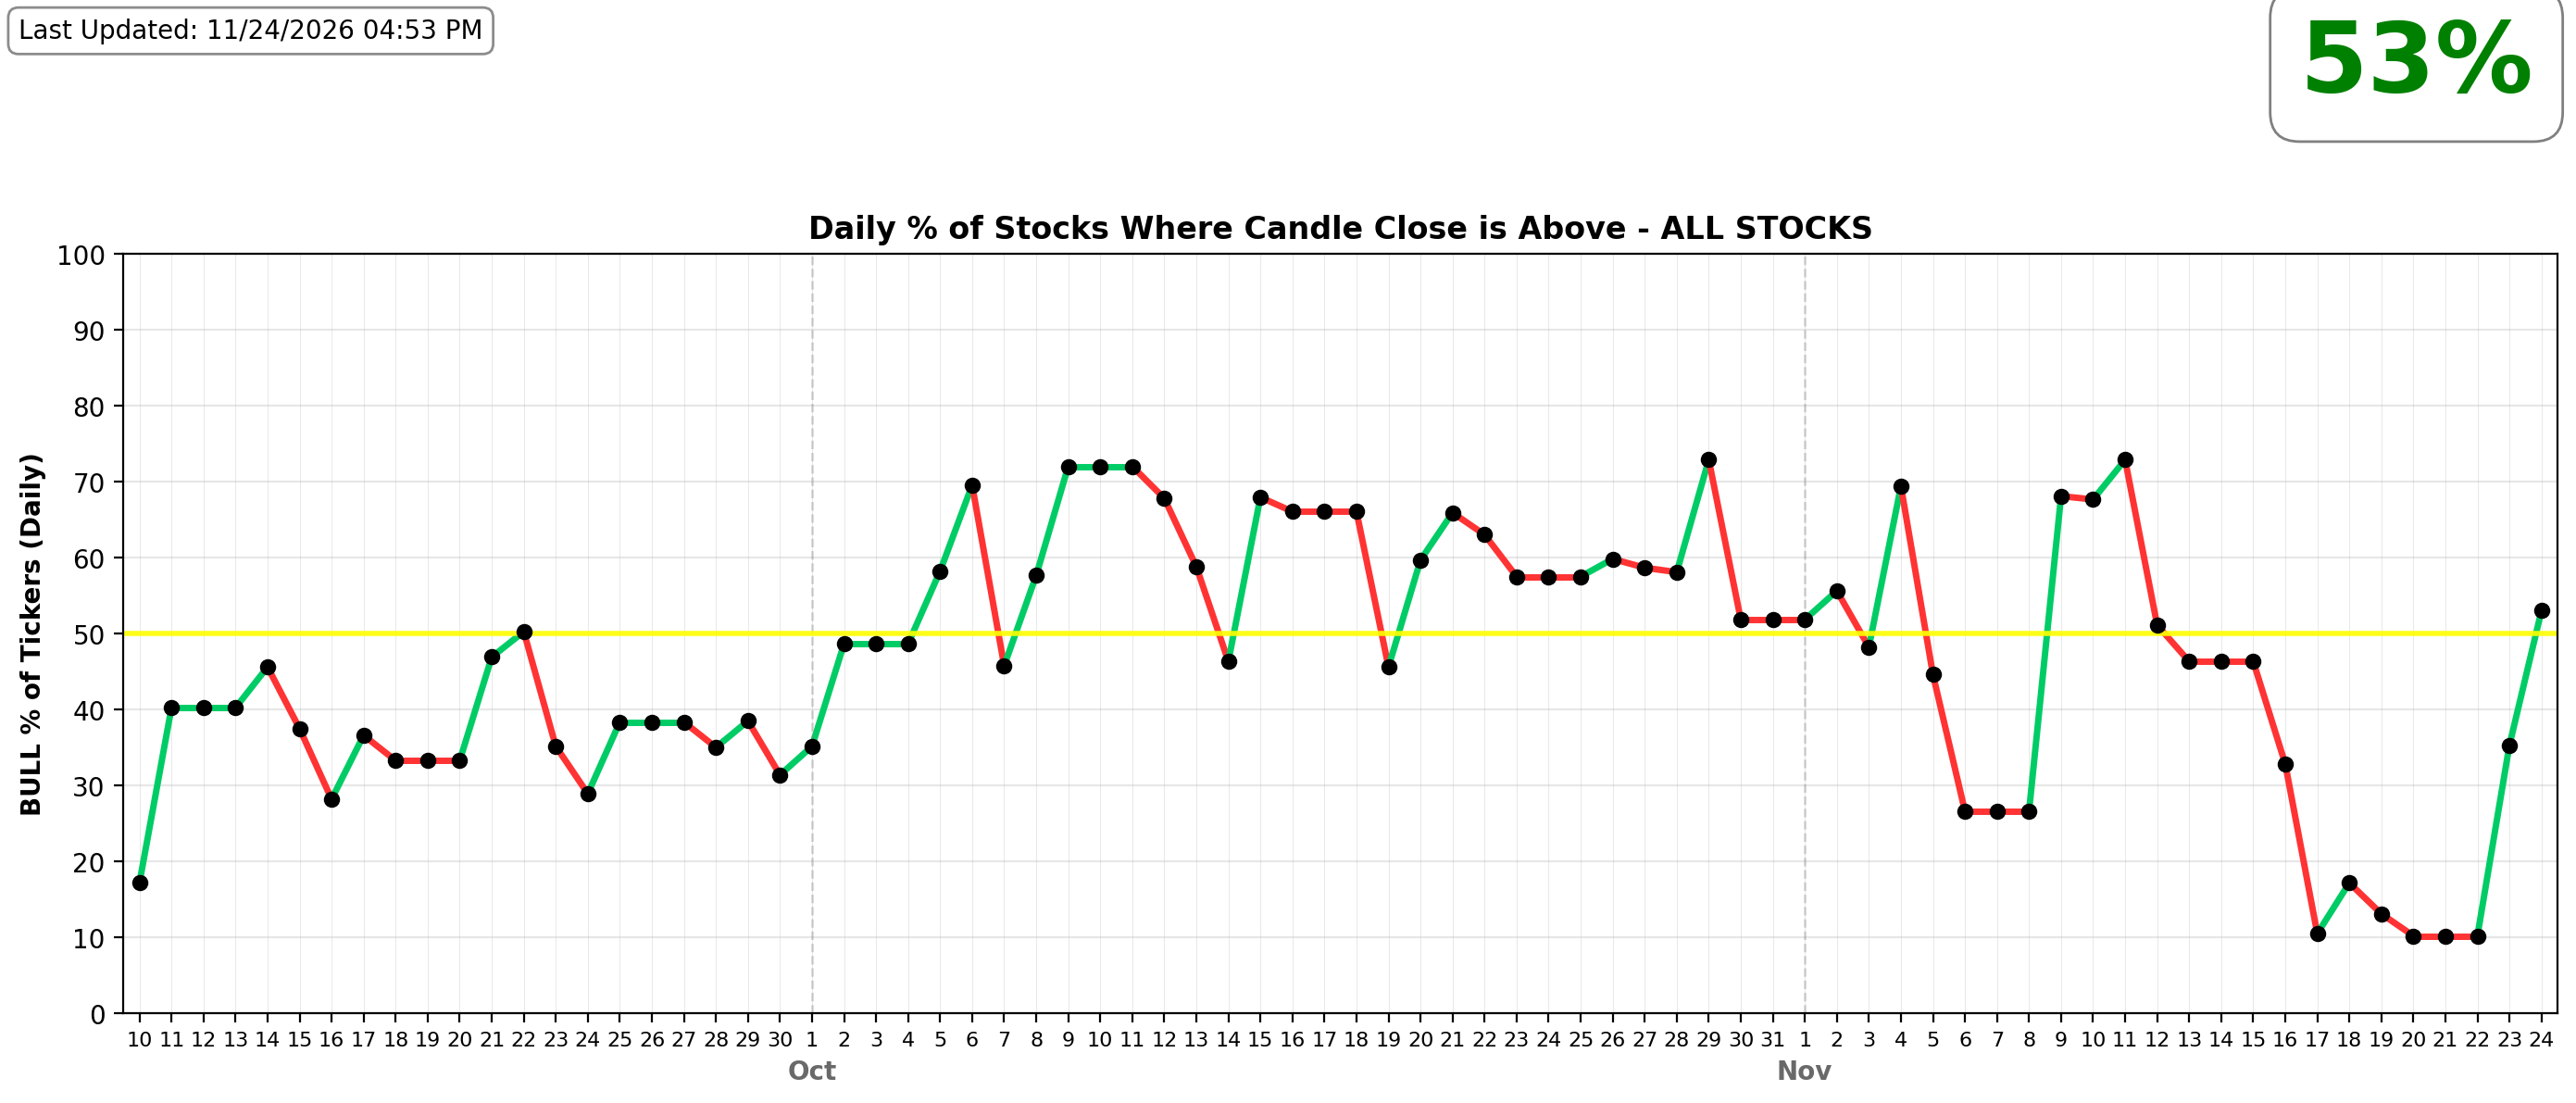 Last Updated: 11/24/2026 04:53 PM
53%
Daily % of Stocks Where Candle Close is Above - ALL STOCKS
BULL % of Tickers (Daily)
100
90
80
70
60
50
40
30
20
10
0
10 11 12 13 14 15 16 17 18 19 20 21 22 23 24 25 26 27 28 29 30 1 2 3 4 5 6 7 8 9 10 11 12 13 14 15 16 17 18 19 20 21 22 23 24 25 26 27 28 29 30 31 1 2 3 4 5 6 7 8 9 10 11 12 13 14 15 16 17 18 19 20 21 22 23 24
Oct Nov